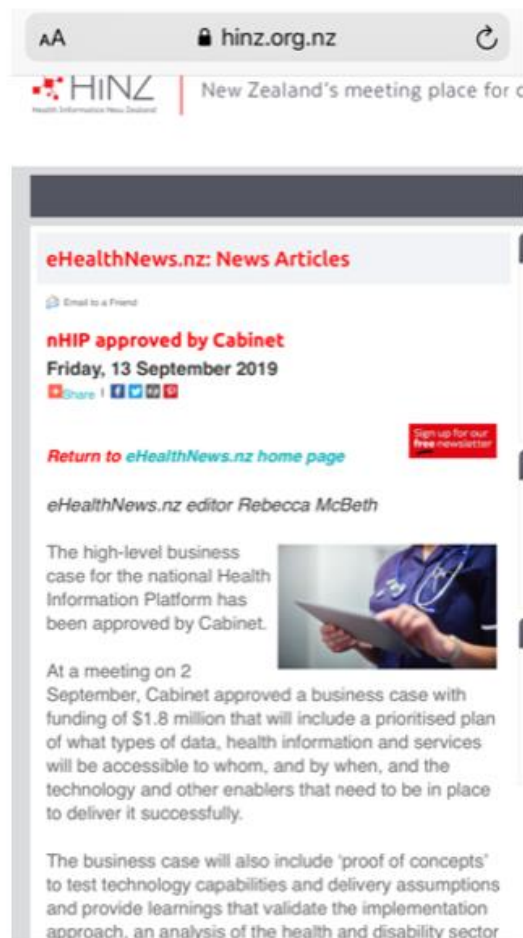 AA hinz.org.nz
HiNZ
Health Informatics New Zealand
New Zealand's meeting place for
eHealthNews.nz: News Articles
Email to a Friend
nHIP approved by Cabinet
Friday, 13 September 2019
Share |
Sign up for our
free newsletter
Return to eHealthNews.nz home page
eHealthNews.nz editor Rebecca McBeth
The high-level business
case for the national Health
Information Platform has
been approved by Cabinet.
At a meeting on 2
September, Cabinet approved a business case with
funding of $1.8 million that will include a prioritised plan
of what types of data, health information and services
will be accessible to whom, and by when, and the
technology and other enablers that need to be in place
to deliver it successfully.
The business case will also include 'proof of concepts'
to test technology capabilities and delivery assumptions
and provide learnings that validate the implementation
approach, an analysis of the health and disability sector